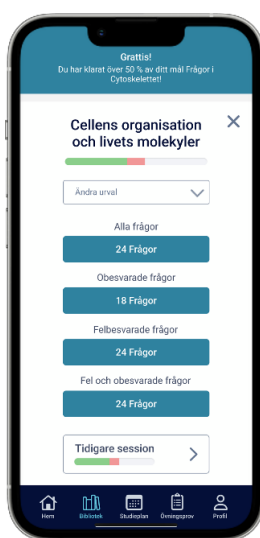 Grattis!
Du har klarat över 50 % av ditt mål Frågor i
Cytoskelettet!
Cellens organisation
och livets molekyler
Ändra urval
Alla frågor
24 Frågor
Obesvarade frågor
18 Frågor
Felbesvarade frågor
24 Frågor
Fel och obesvarade frågor
24 Frågor
Tidigare session
Hem Bibliotek Studieplan Övningsprov Profil